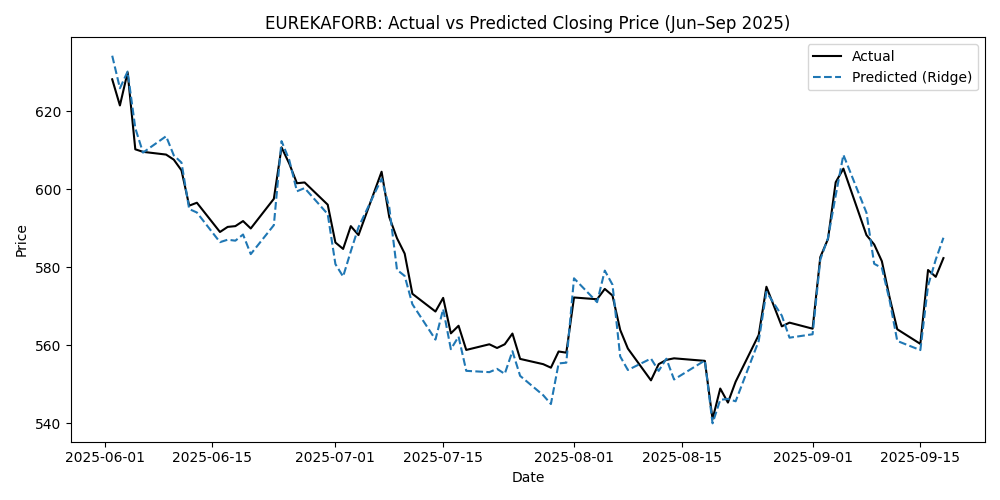 EUREKAFORB: Actual vs Predicted Closing Price (Jun–Sep 2025)
Actual
Predicted (Ridge)
Price
620
600
580
560
540
2025-06-01 2025-06-15 2025-07-01 2025-07-15 2025-08-01 2025-08-15 2025-09-01 2025-09-15
Date